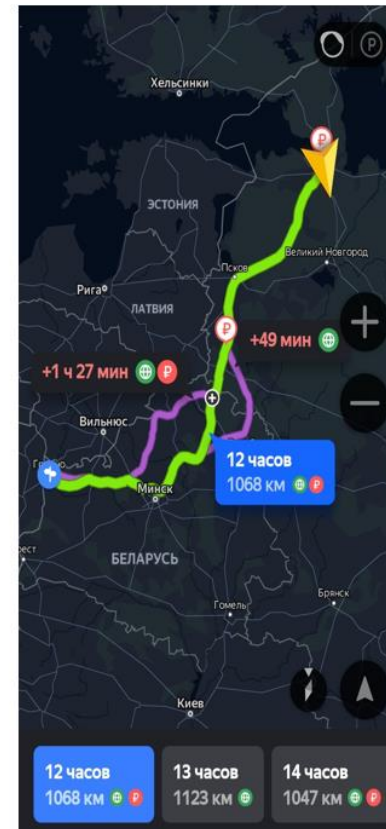 P
Хельсинки
₽
ЭСТОНИЯ
Великий Новгород
Псков
Рига
ЛАТВИЯ
₽
+49 мин
+1 ч 27 мин ₽
Вильнюс
12 часов
1068 км ₽
Минск
БЕЛАРУСЬ
Гомель
Брянск
Киев
12 часов
1068 км ₽
13 часов
1123 км
14 часов
1047 км ₽